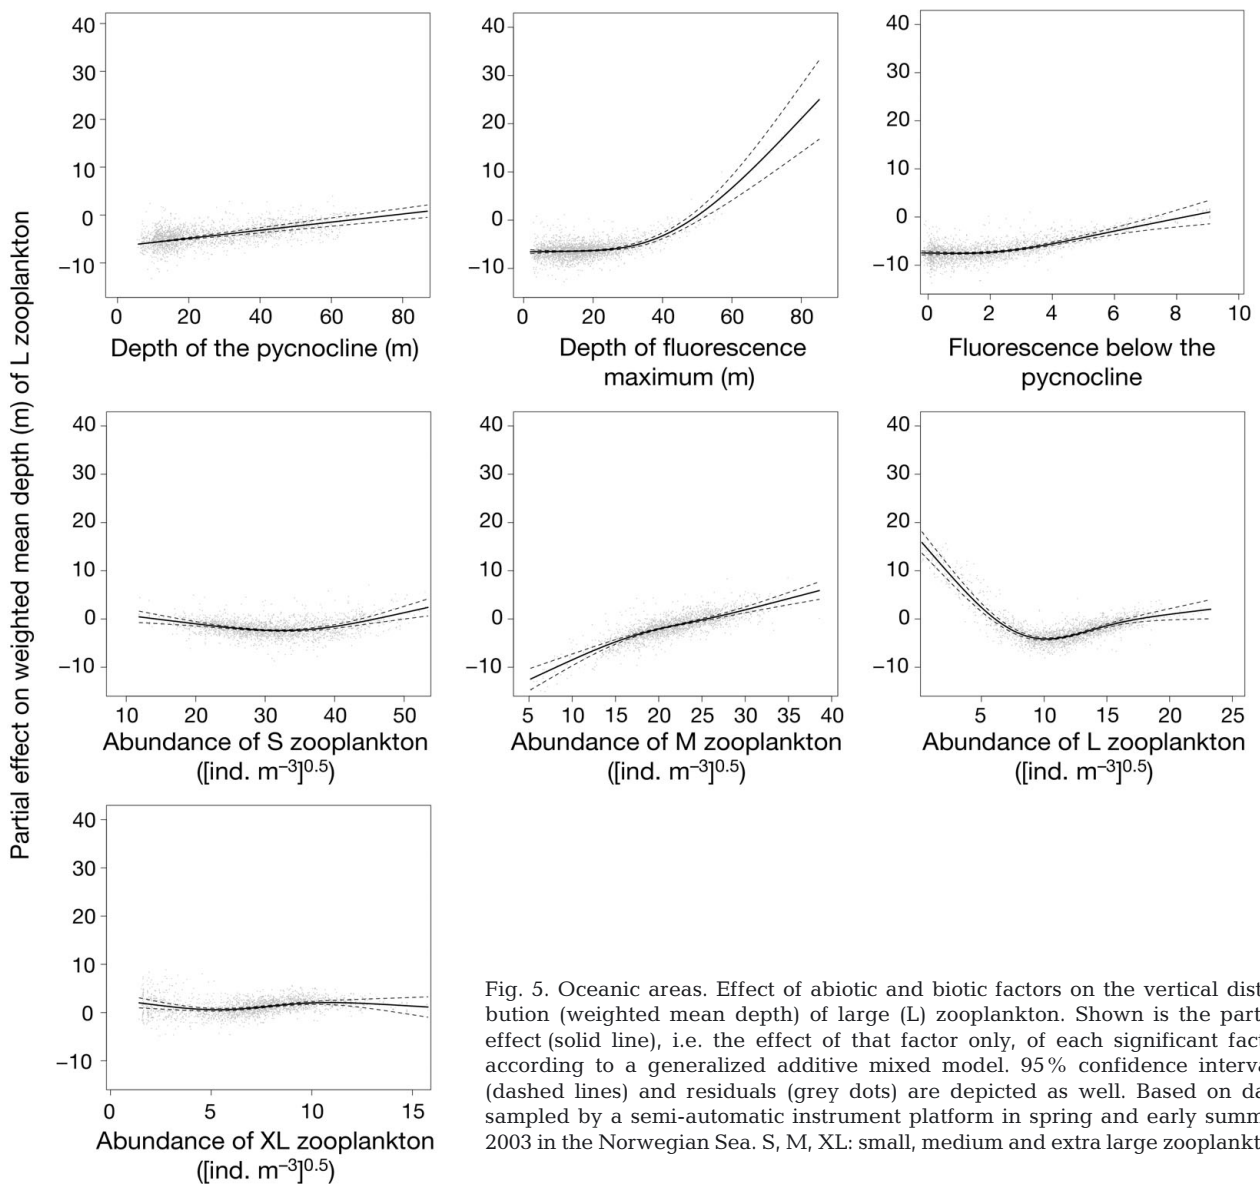 Partial effect on weighted mean depth (m) of L zooplankton
40
30
20
10
0
−10
0 20 40 60 80
Depth of the pycnocline (m)
40
30
20
10
0
−10
0 20 40 60 80
Depth of fluorescence
maximum (m)
40
30
20
10
0
−10
0 2 4 6 8 10
Fluorescence below the
pycnocline
40
30
20
10
0
−10
10 20 30 40 50
Abundance of S zooplankton
([ind. m⁻³]⁰·⁵)
40
30
20
10
0
−10
5 10 15 20 25 30 35 40
Abundance of M zooplankton
([ind. m⁻³]⁰·⁵)
40
30
20
10
0
−10
5 10 15 20 25
Abundance of L zooplankton
([ind. m⁻³]⁰·⁵)
40
30
20
10
0
−10
0 5 10 15
Abundance of XL zooplankton
([ind. m⁻³]⁰·⁵)
Fig. 5. Oceanic areas. Effect of abiotic and biotic factors on the vertical dist
bution (weighted mean depth) of large (L) zooplankton. Shown is the part
effect (solid line), i.e. the effect of that factor only, of each significant fact
according to a generalized additive mixed model. 95% confidence interva
(dashed lines) and residuals (grey dots) are depicted as well. Based on da
sampled by a semi-automatic instrument platform in spring and early summ
2003 in the Norwegian Sea. S, M, XL: small, medium and extra large zooplankt